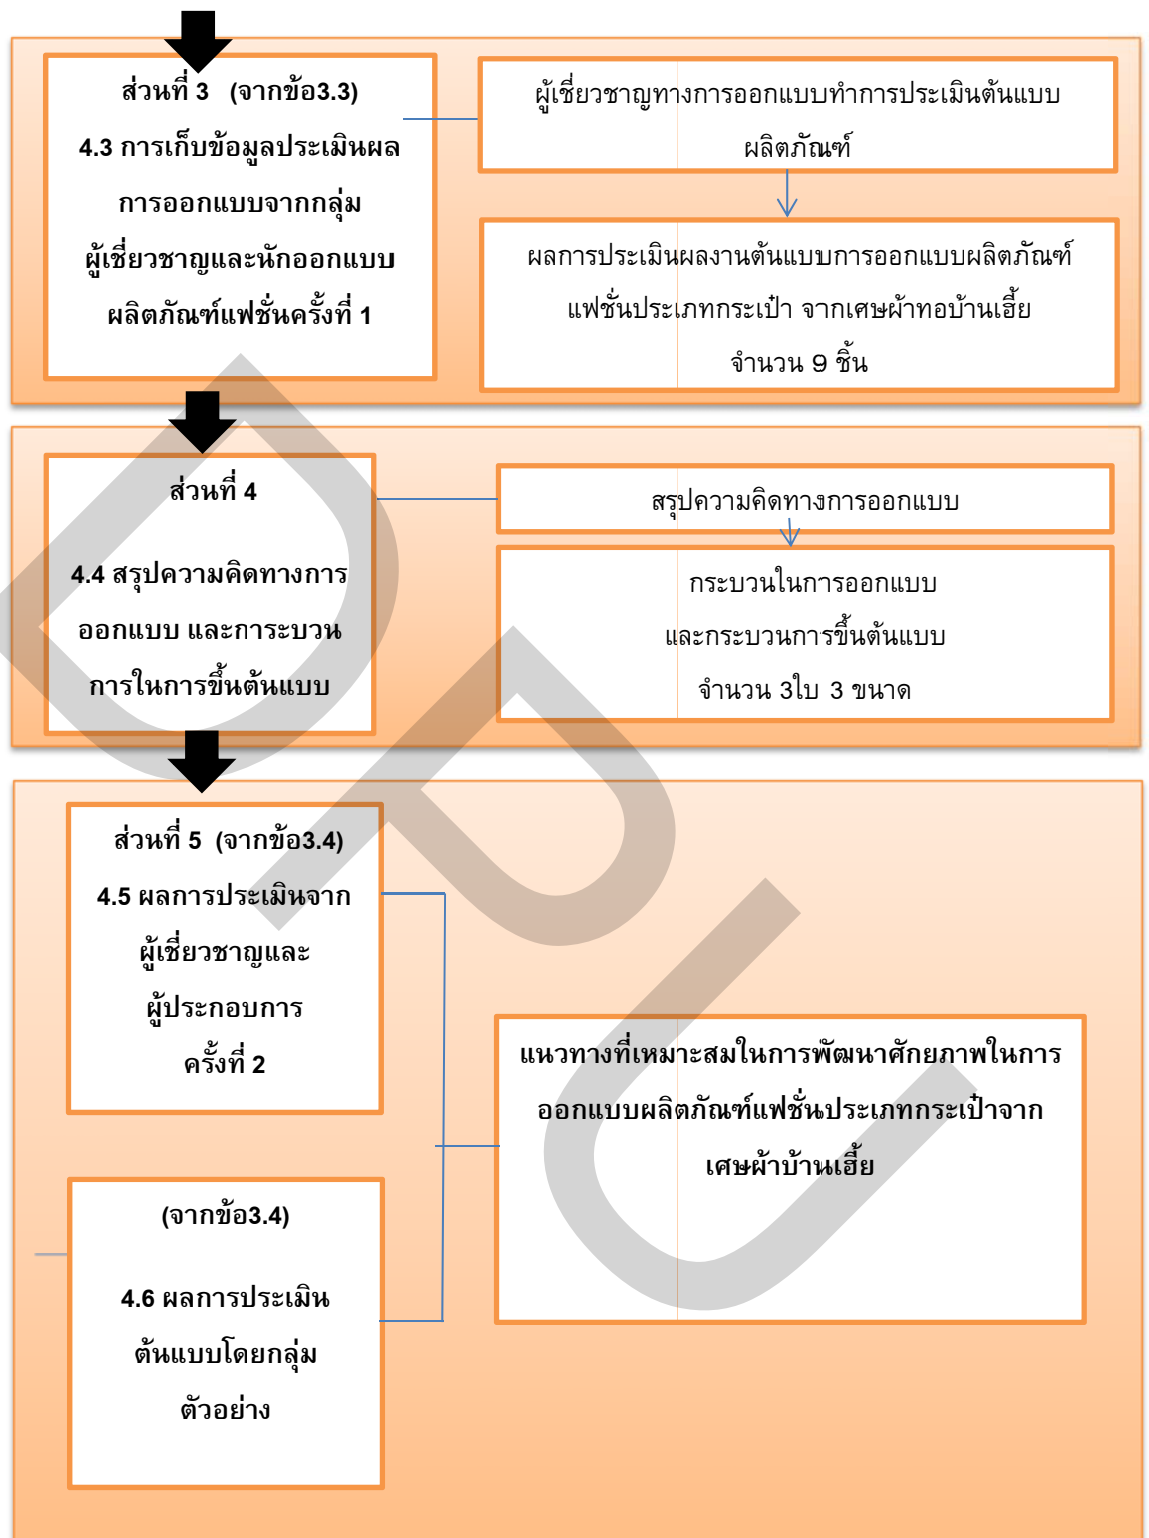 ส่วนที่ 3 (จากข้อ3.3)
4.3 การเก็บข้อมูลประเมินผล
การออกแบบจากกลุ่ม
ผู้เชี่ยวชาญและนักออกแบบ
ผลิตภัณฑ์แฟชั่นครั้งที่ 1
ผู้เชี่ยวชาญทางการออกแบบทำการประเมินต้นแบบ
ผลิตภัณฑ์
ผลการประเมินผลงานต้นแบบการออกแบบผลิตภัณฑ์
แฟชั่นประเภทกระเป๋า จากเศษผ้าทอบ้านเฮี้ย
จำนวน 9 ชิ้น
ส่วนที่ 4
4.4 สรุปความคิดทางการ
ออกแบบ และการะบวน
การในการขึ้นต้นแบบ
สรุปความคิดทางการออกแบบ
กระบวนในการออกแบบ
และกระบวนการขึ้นต้นแบบ
จำนวน 3ใบ 3 ขนาด
ส่วนที่ 5 (จากข้อ3.4)
4.5 ผลการประเมินจาก
ผู้เชี่ยวชาญและ
ผู้ประกอบการ
ครั้งที่ 2
(จากข้อ3.4)
4.6 ผลการประเมิน
ต้นแบบโดยกลุ่ม
ตัวอย่าง
แนวทางที่เหมาะสมในการพัฒนาศักยภาพในการ
ออกแบบผลิตภัณฑ์แฟชั่นประเภทกระเป๋าจาก
เศษผ้าบ้านเฮี้ย
DPU